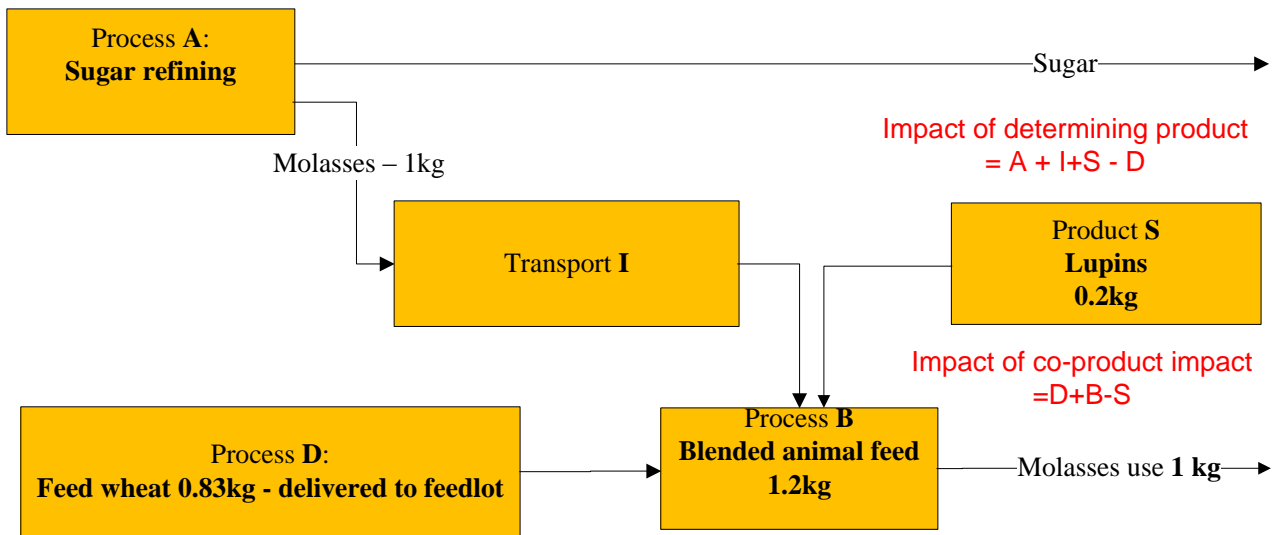 Process A:
Sugar refining
Sugar
Impact of determining product
= A + I+S - D
Molasses – 1kg
Transport I
Product S
Lupins
0.2kg
Impact of co-product impact
=D+B-S
Process D:
Feed wheat 0.83kg - delivered to feedlot
Process B
Blended animal feed
1.2kg
Molasses use 1 kg